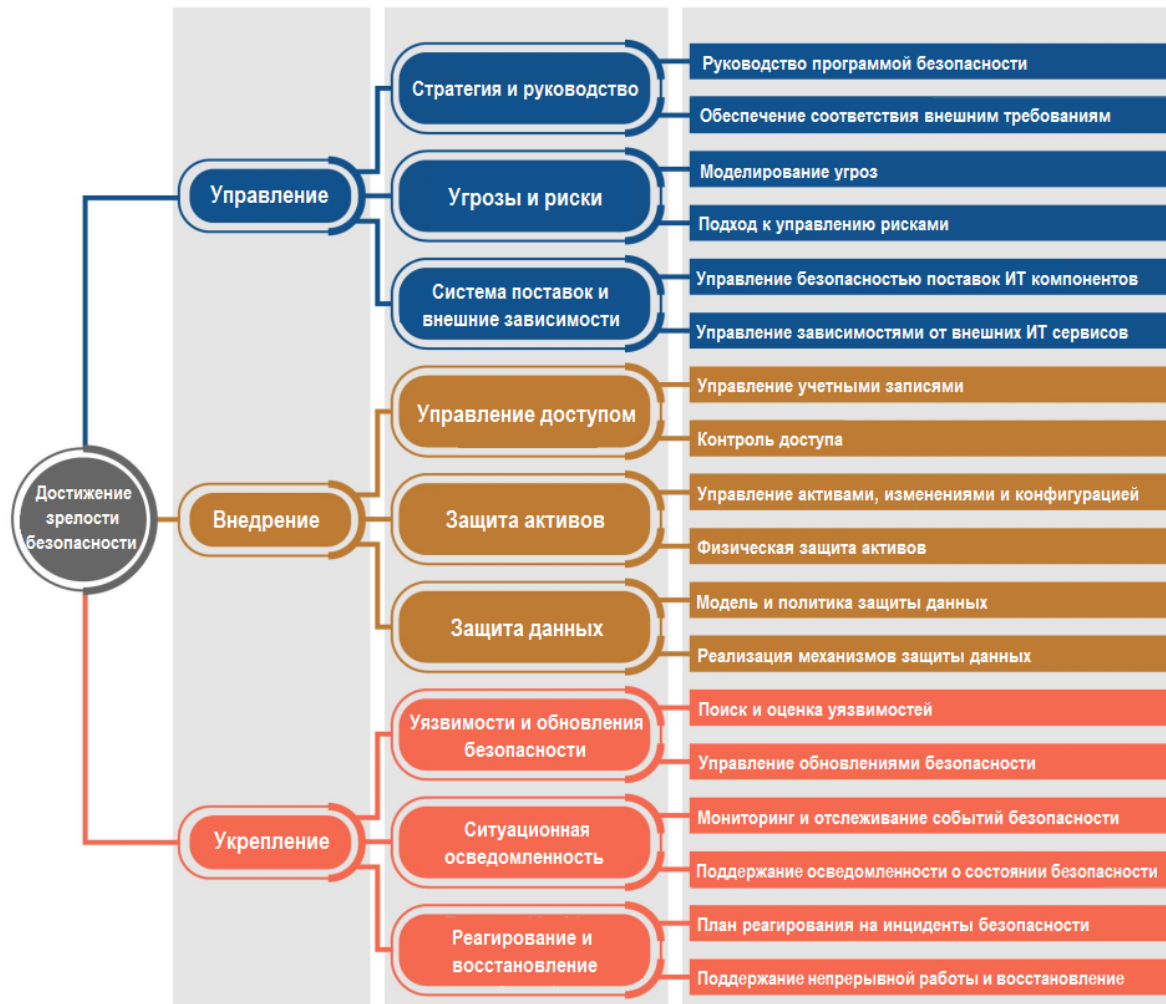 Достижение
зрелости
безопасности
Управление
Стратегия и руководство
Руководство программой безопасности
Обеспечение соответствия внешним требованиям
Угрозы и риски
Моделирование угроз
Подход к управлению рисками
Система поставок и
внешние зависимости
Управление безопасностью поставок ИТ компонентов
Управление зависимостями от внешних ИТ сервисов
Внедрение
Управление доступом
Управление учетными записями
Контроль доступа
Защита активов
Управление активами, изменениями и конфигурацией
Физическая защита активов
Защита данных
Модель и политика защиты данных
Реализация механизмов защиты данных
Укрепление
Уязвимости и обновления
безопасности
Поиск и оценка уязвимостей
Управление обновлениями безопасности
Ситуационная
осведомленность
Мониторинг и отслеживание событий безопасности
Поддержание осведомленности о состоянии безопасности
Реагирование и
восстановление
План реагирования на инциденты безопасности
Поддержание непрерывной работы и восстановление